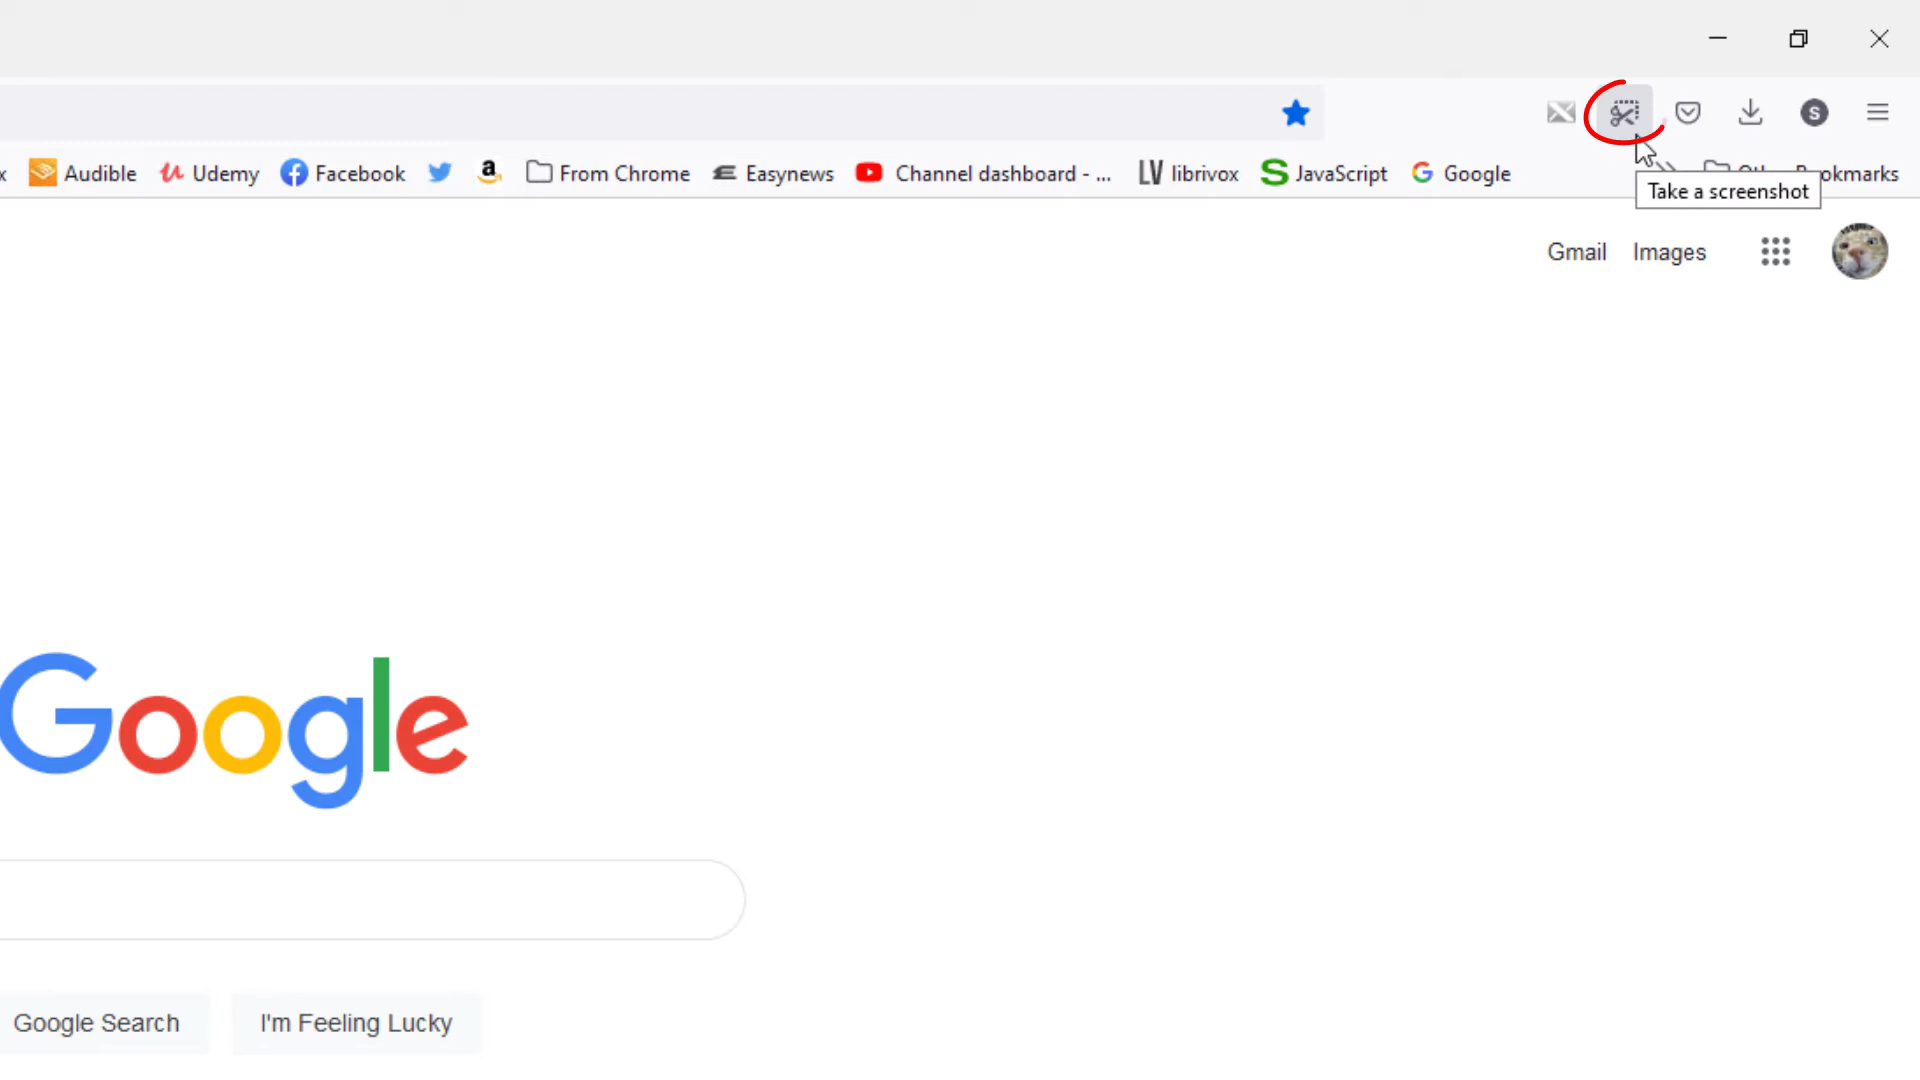 S
Audible Udemy Facebook a From Chrome Easynews Channel dashboard - ... LV librivox S JavaScript G Google okmarks
Take a screenshot
Gmail Images
Google
Google Search I'm Feeling Lucky